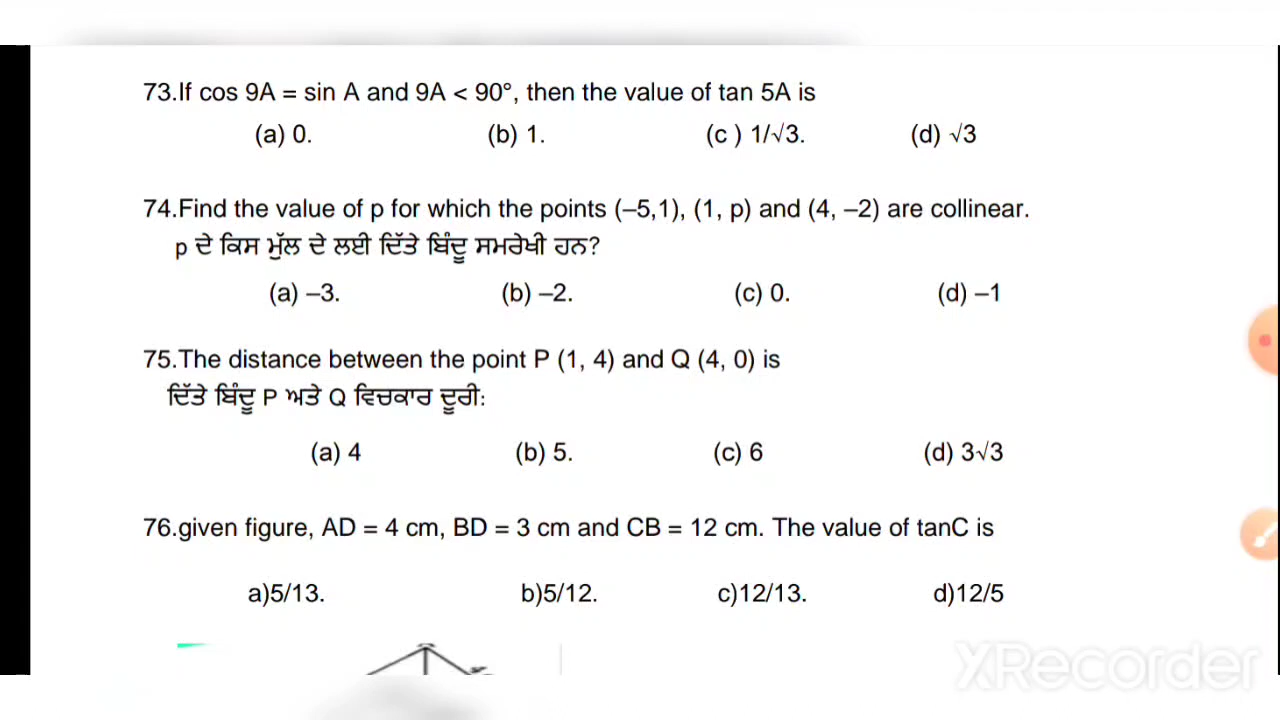 73.If cos 9A = sin A and 9A < 90°, then the value of tan 5A is
(a) 0. (b) 1. (c ) 1/√3. (d) √3
74.Find the value of p for which the points (–5,1), (1, p) and (4, –2) are collinear.
p ਦੇ ਕਿਸ ਮੁੱਲ ਦੇ ਲਈ ਦਿੱਤੇ ਬਿੰਦੂ ਸਮਰੇਖੀ ਹਨ?
(a) –3. (b) –2. (c) 0. (d) –1
75.The distance between the point P (1, 4) and Q (4, 0) is
ਦਿੱਤੇ ਬਿੰਦੂ P ਅਤੇ Q ਵਿਚਕਾਰ ਦੂਰੀ:
(a) 4 (b) 5. (c) 6 (d) 3√3
76.given figure, AD = 4 cm, BD = 3 cm and CB = 12 cm. The value of tanC is
a)5/13. b)5/12. c)12/13. d)12/5
XRecorder